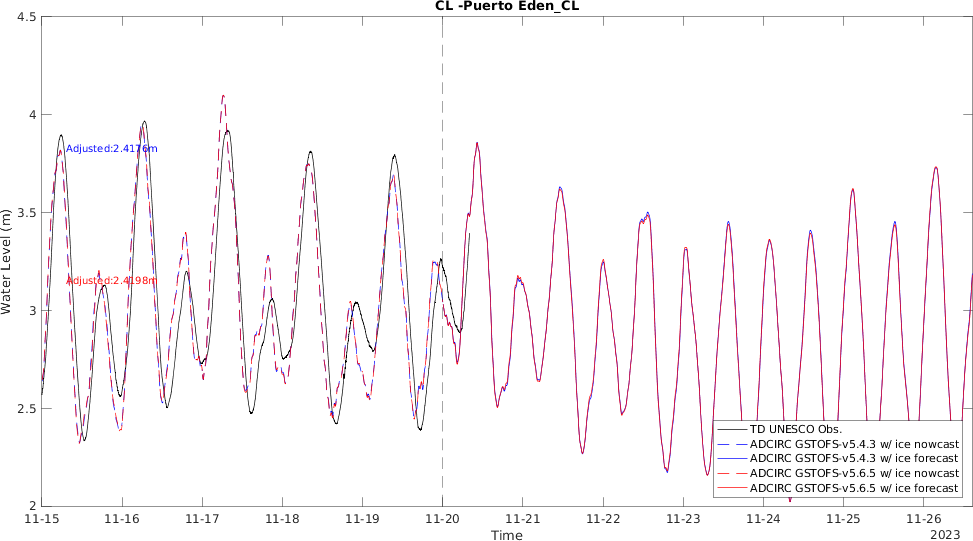 CL -Puerto Eden_CL
4.5
4
3.5
3
2.5
2
Water Level (m)
Adjusted:2.4176m
Adjusted:2.4198m
TD UNESCO Obs.
ADCIRC GSTOFS-v5.4.3 w/ ice nowcast
ADCIRC GSTOFS-v5.4.3 w/ ice forecast
ADCIRC GSTOFS-v5.6.5 w/ ice nowcast
ADCIRC GSTOFS-v5.6.5 w/ ice forecast
11-15 11-16 11-17 11-18 11-19 11-20 11-21 11-22 11-23 11-24 11-25 11-26
Time
2023